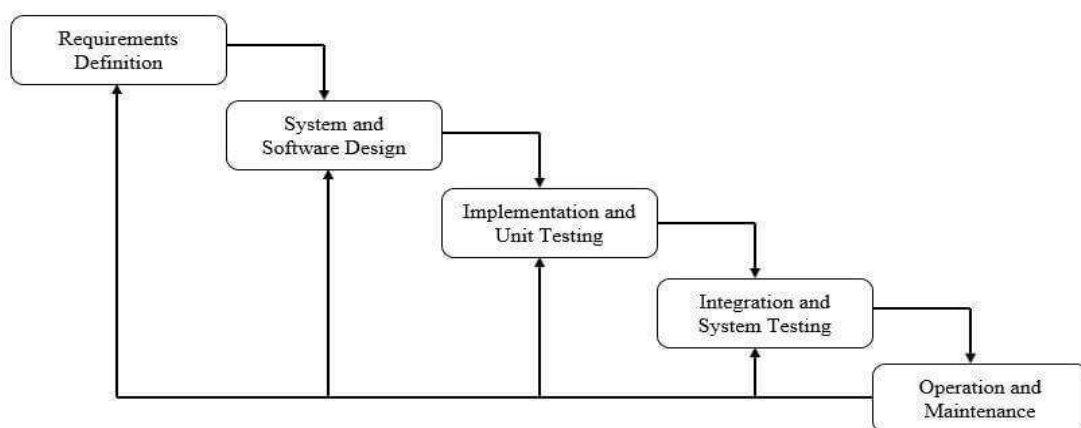 Requirements
Definition
System and
Software Design
Implementation and
Unit Testing
Integration and
System Testing
Operation and
Maintenance